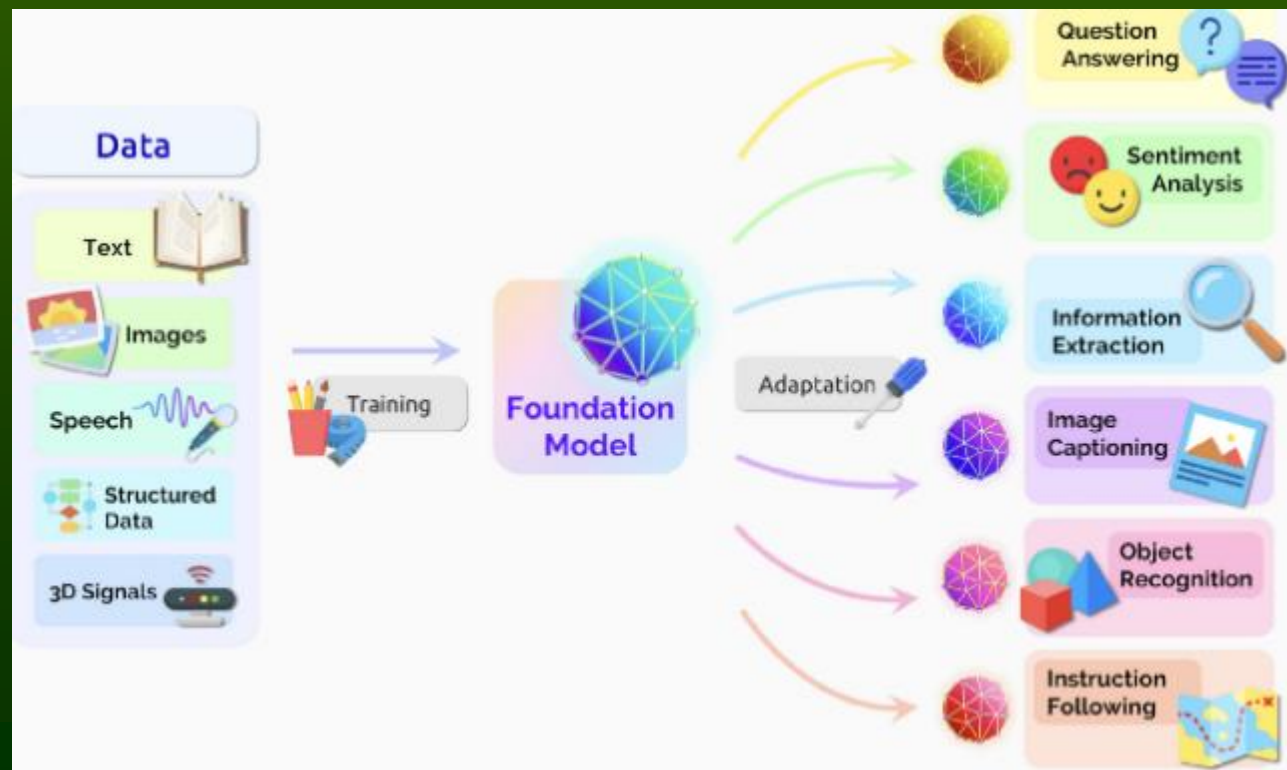 Data
Text
Images
Speech
Structured
Data
3D Signals
Training
Foundation
Model
Adaptation
Question
Answering
Sentiment
Analysis
Information
Extraction
Image
Captioning
Object
Recognition
Instruction
Following